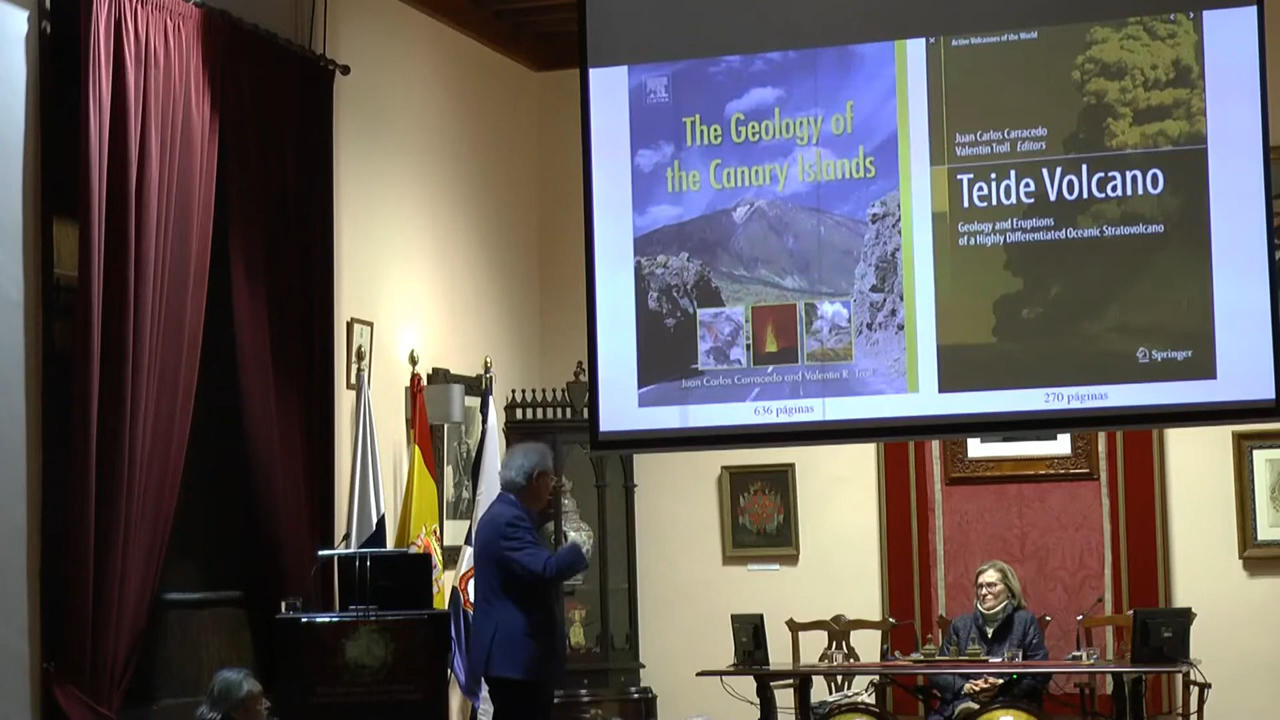 The Geology of
the Canary Islands
Juan Carlos Carracedo and Valentin R. Troll
636 páginas
Active Volcanoes of the World
Juan Carlos Carracedo
Valentin Troll Editors
Teide Volcano
Geology and Eruptions
of a Highly Differentiated Oceanic Stratovolcano
Springer
270 páginas